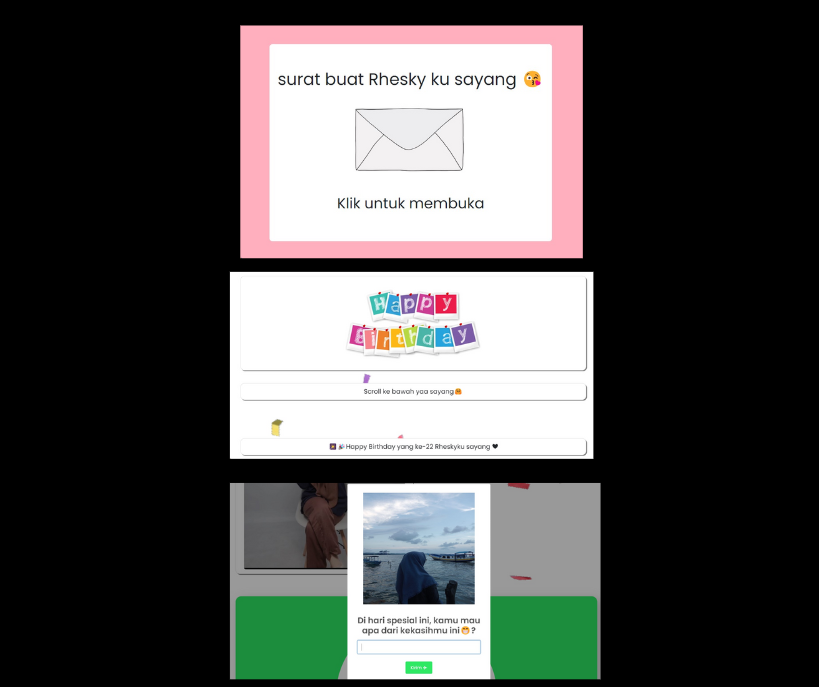 surat buat Rhesky ku sayang 😘
Klik untuk membuka
Happy
Birthday
Scroll ke bawah yaa sayang🤗
🎆🎉Happy Birthday yang ke-22 Rheskyku sayang 🖤
Di hari spesial ini, kamu mau
apa dari kekasihmu ini😁?